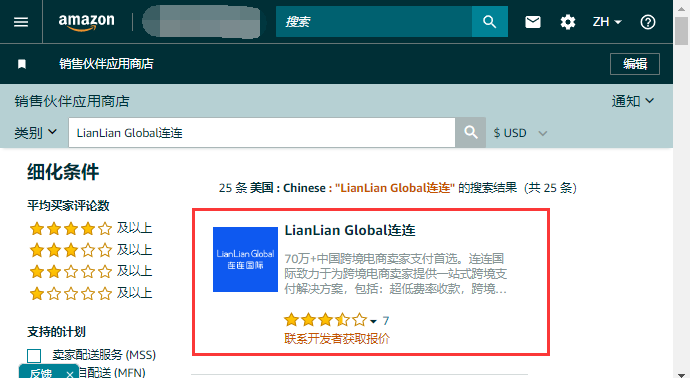 amazon
搜索
ZH
销售伙伴应用商店
编辑
销售伙伴应用商店
通知
类别
LianLian Global连连
$ USD
细化条件
25 条 美国 : Chinese : "LianLian Global连连" 的搜索结果（共 25 条）
平均买家评论数
及以上
及以上
及以上
及以上
支持的计划
卖家配送服务 (MSS)
自配送 (MFN)
反馈 ×
LianLian Global
连连国际
LianLian Global连连
70万+中国跨境电商卖家支付首选。连连国
际致力于为跨境电商卖家提供一站式跨境支
付解决方案，包括：超低费率收款，跨境...
7
联系开发者获取报价